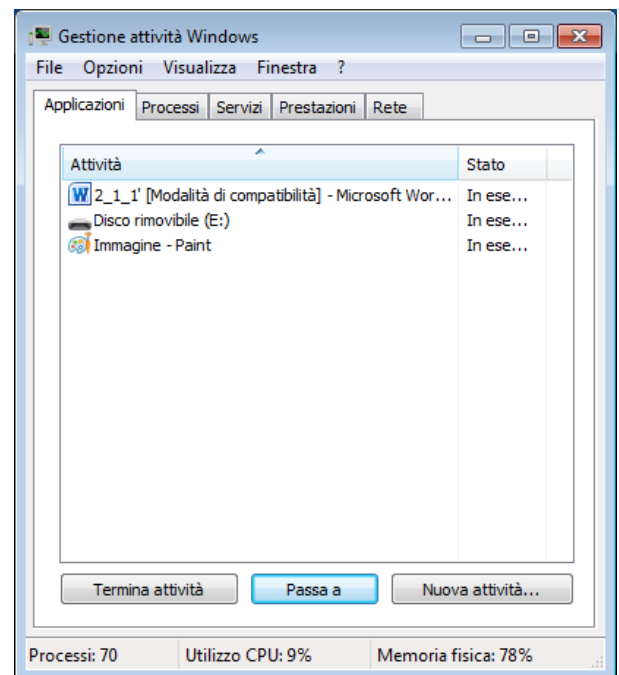 Gestione attività Windows
File Opzioni Visualizza Finestra ?
Applicazioni Processi Servizi Prestazioni Rete
Attività Stato
2_1_1' [Modalità di compatibilità] - Microsoft Wor... In ese...
Disco rimovibile (E:) In ese...
Immagine - Paint In ese...
Termina attività Passa a Nuova attività...
Processi: 70 Utilizzo CPU: 9% Memoria fisica: 78%